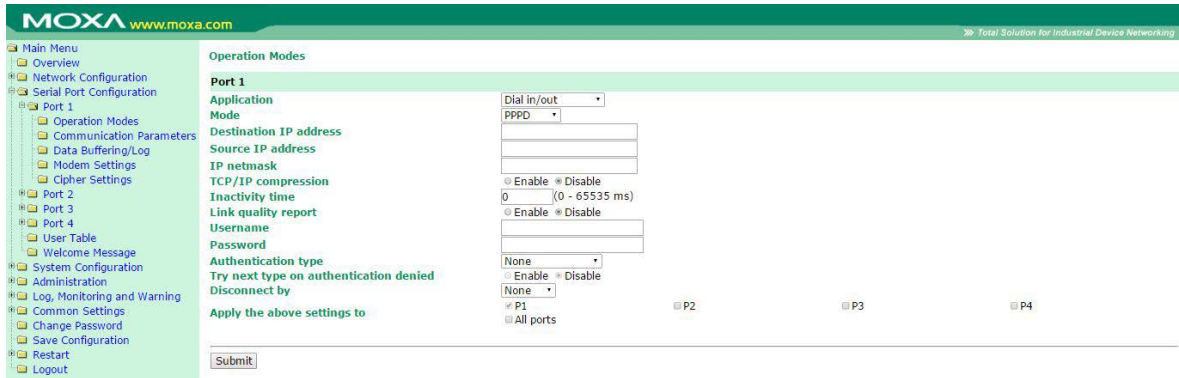 MOXA www.moxa.com
Total Solution for Industrial Device Networking
Main Menu
Overview
Network Configuration
Serial Port Configuration
Port 1
Operation Modes
Communication Parameters
Data Buffering/Log
Modem Settings
Cipher Settings
Port 2
Port 3
Port 4
User Table
Welcome Message
System Configuration
Administration
Log, Monitoring and Warning
Common Settings
Change Password
Save Configuration
Restart
Logout
Operation Modes
Port 1
Application Dial in/out
Mode PPPD
Destination IP address
Source IP address
IP netmask
TCP/IP compression Enable Disable
Inactivity time 0 (0 - 65535 ms)
Link quality report Enable Disable
Username
Password
Authentication type None
Try next type on authentication denied Enable Disable
Disconnect by None
Apply the above settings to P1 P2 P3 P4
All ports
Submit